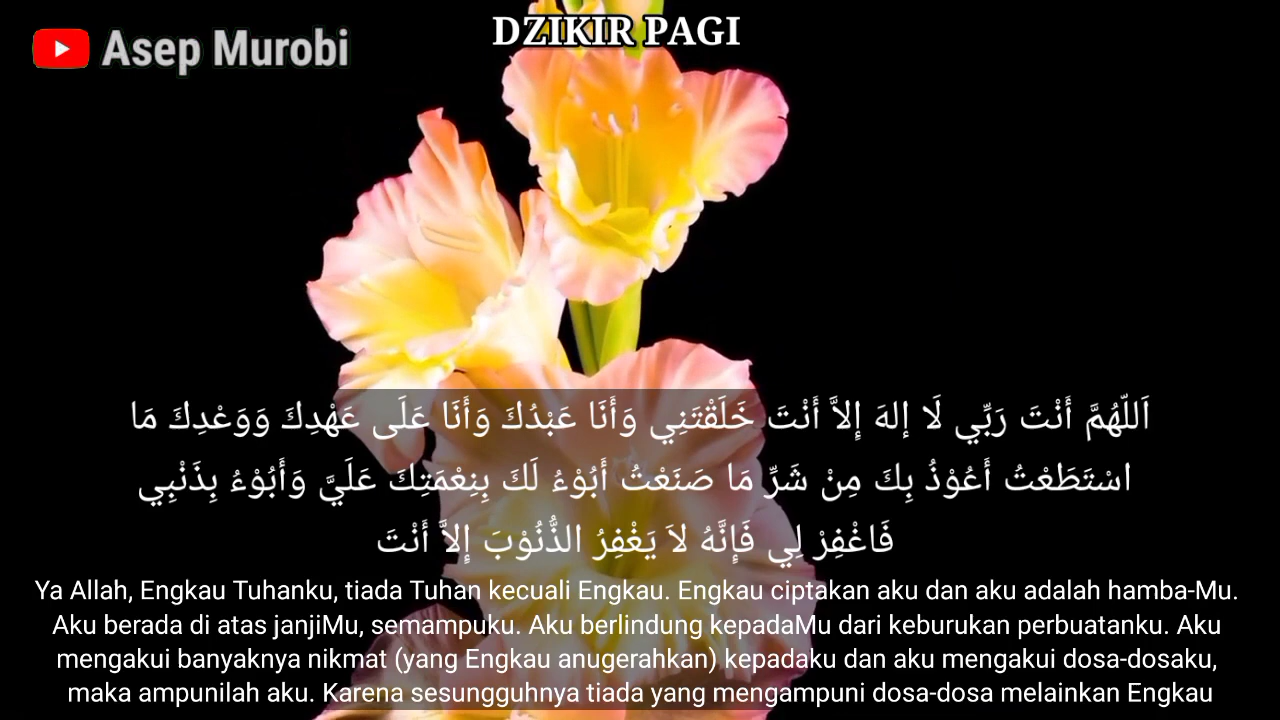 DZIKIR PAGI
Asep Murobi
اَللّهُمَّ أَنْتَ رَبِّي لَا إِلهَ إِلاَّ أَنْتَ خَلَقْتَنِي وَأَنَا عَبْدُكَ وَأَنَا عَلَى عَهْدِكَ وَوَعْدِكَ مَا
اسْتَطَعْتُ أَعُوْذُ بِكَ مِنْ شَرِّ مَا صَنَعْتُ أَبُوْءُ لَكَ بِنِعْمَتِكَ عَلَيَّ وَأَبُوْءُ بِذَنْبِي
فَاغْفِرْ لِي فَإِنَّهُ لاَ يَغْفِرُ الذُّنُوْبَ إِلاَّ أَنْتَ
Ya Allah, Engkau Tuhanku, tiada Tuhan kecuali Engkau. Engkau ciptakan aku dan aku adalah hamba-Mu.
Aku berada di atas janjiMu, semampuku. Aku berlindung kepadaMu dari keburukan perbuatanku. Aku
mengakui banyaknya nikmat (yang Engkau anugerahkan) kepadaku dan aku mengakui dosa-dosaku,
maka ampunilah aku. Karena sesungguhnya tiada yang mengampuni dosa-dosa melainkan Engkau